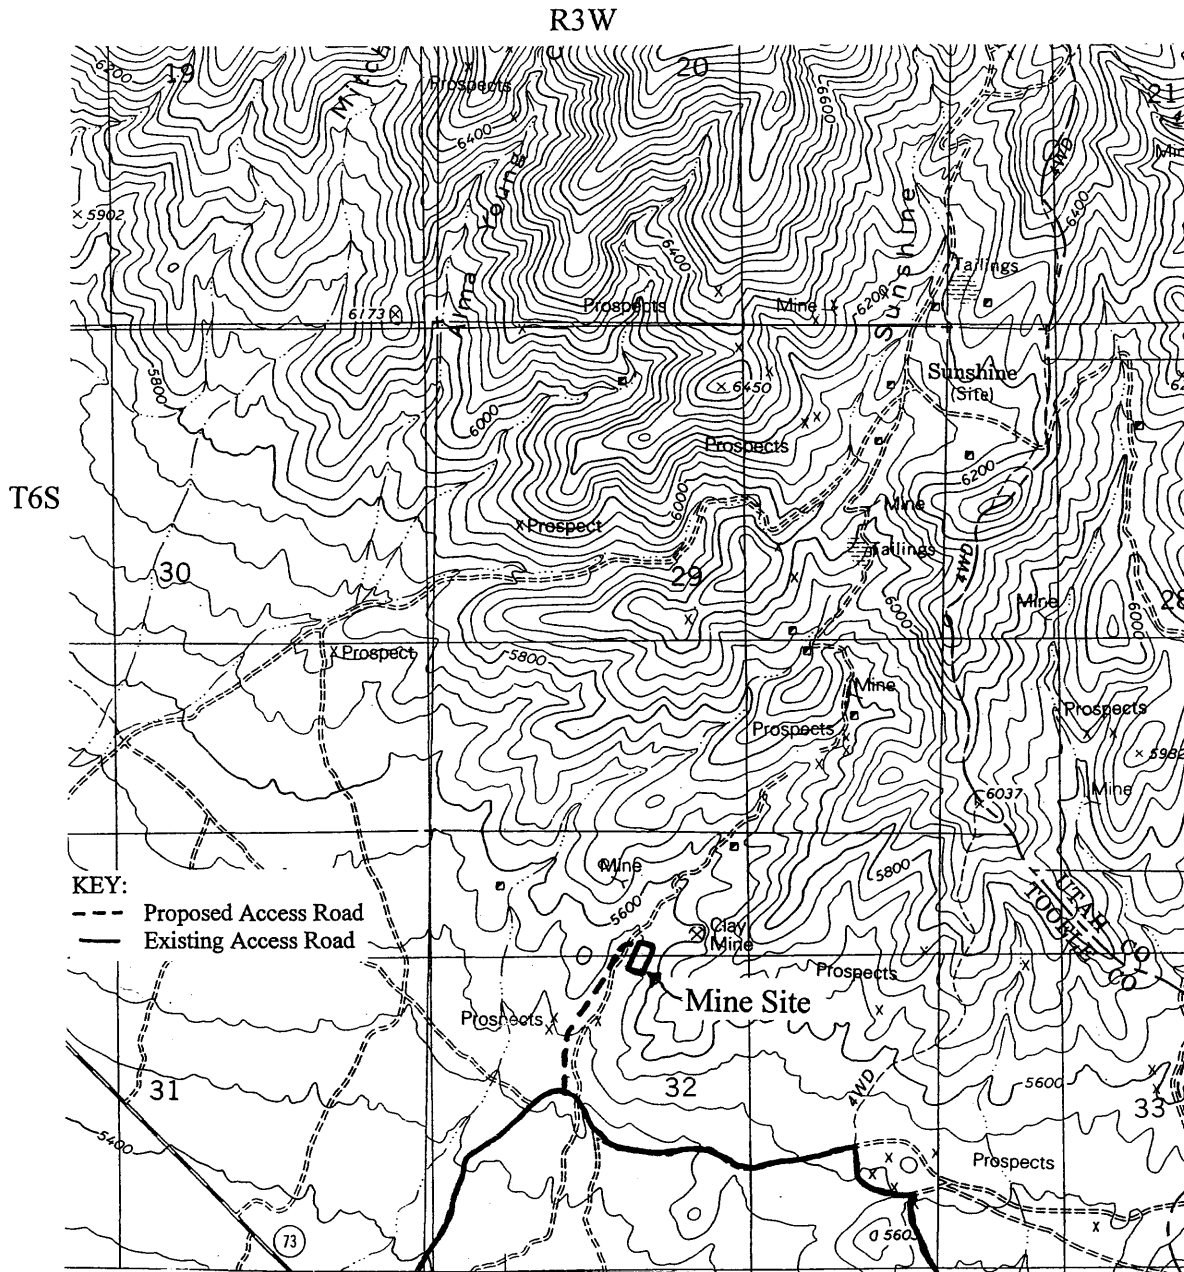 R3W
6200
19
Prospects
20
6600
21
6400
4WD
× 5902
6400
Alma Young
6400
Sunshine
Tailings
Prospects
Mine
6200
6173
5800
× 6450
Sunshine
(Site)
6000
Prospects
T6S
6000
6200
Mine
Prospect
Tailings
30
29
4WD
Mine
28
6000
6000
Prospect
5800
Mine
Prospects
Prospects
× 5982
6037
Mine
Mine
5800
KEY:
Proposed Access Road
Existing Access Road
5600
Clay
Mine
UTAH CO
TOOELE CO
Prospects
Mine Site
Prospects
31
32
4WD
5600
33
5400
Prospects
73
5603